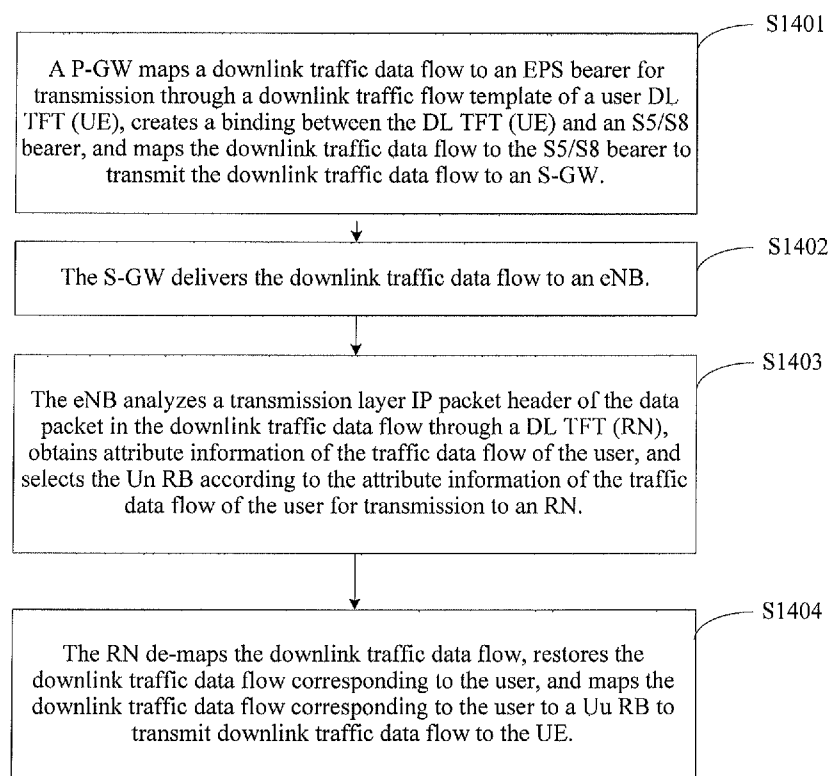 S1401
A P-GW maps a downlink traffic data flow to an EPS bearer for
transmission through a downlink traffic flow template of a user DL
TFT (UE), creates a binding between the DL TFT (UE) and an S5/S8
bearer, and maps the downlink traffic data flow to the S5/S8 bearer to
transmit the downlink traffic data flow to an S-GW.
S1402
The S-GW delivers the downlink traffic data flow to an eNB.
S1403
The eNB analyzes a transmission layer IP packet header of the data
packet in the downlink traffic data flow through a DL TFT (RN),
obtains attribute information of the traffic data flow of the user, and
selects the Un RB according to the attribute information of the traffic
data flow of the user for transmission to an RN.
S1404
The RN de-maps the downlink traffic data flow, restores the
downlink traffic data flow corresponding to the user, and maps the
downlink traffic data flow corresponding to the user to a Uu RB to
transmit downlink traffic data flow to the UE.